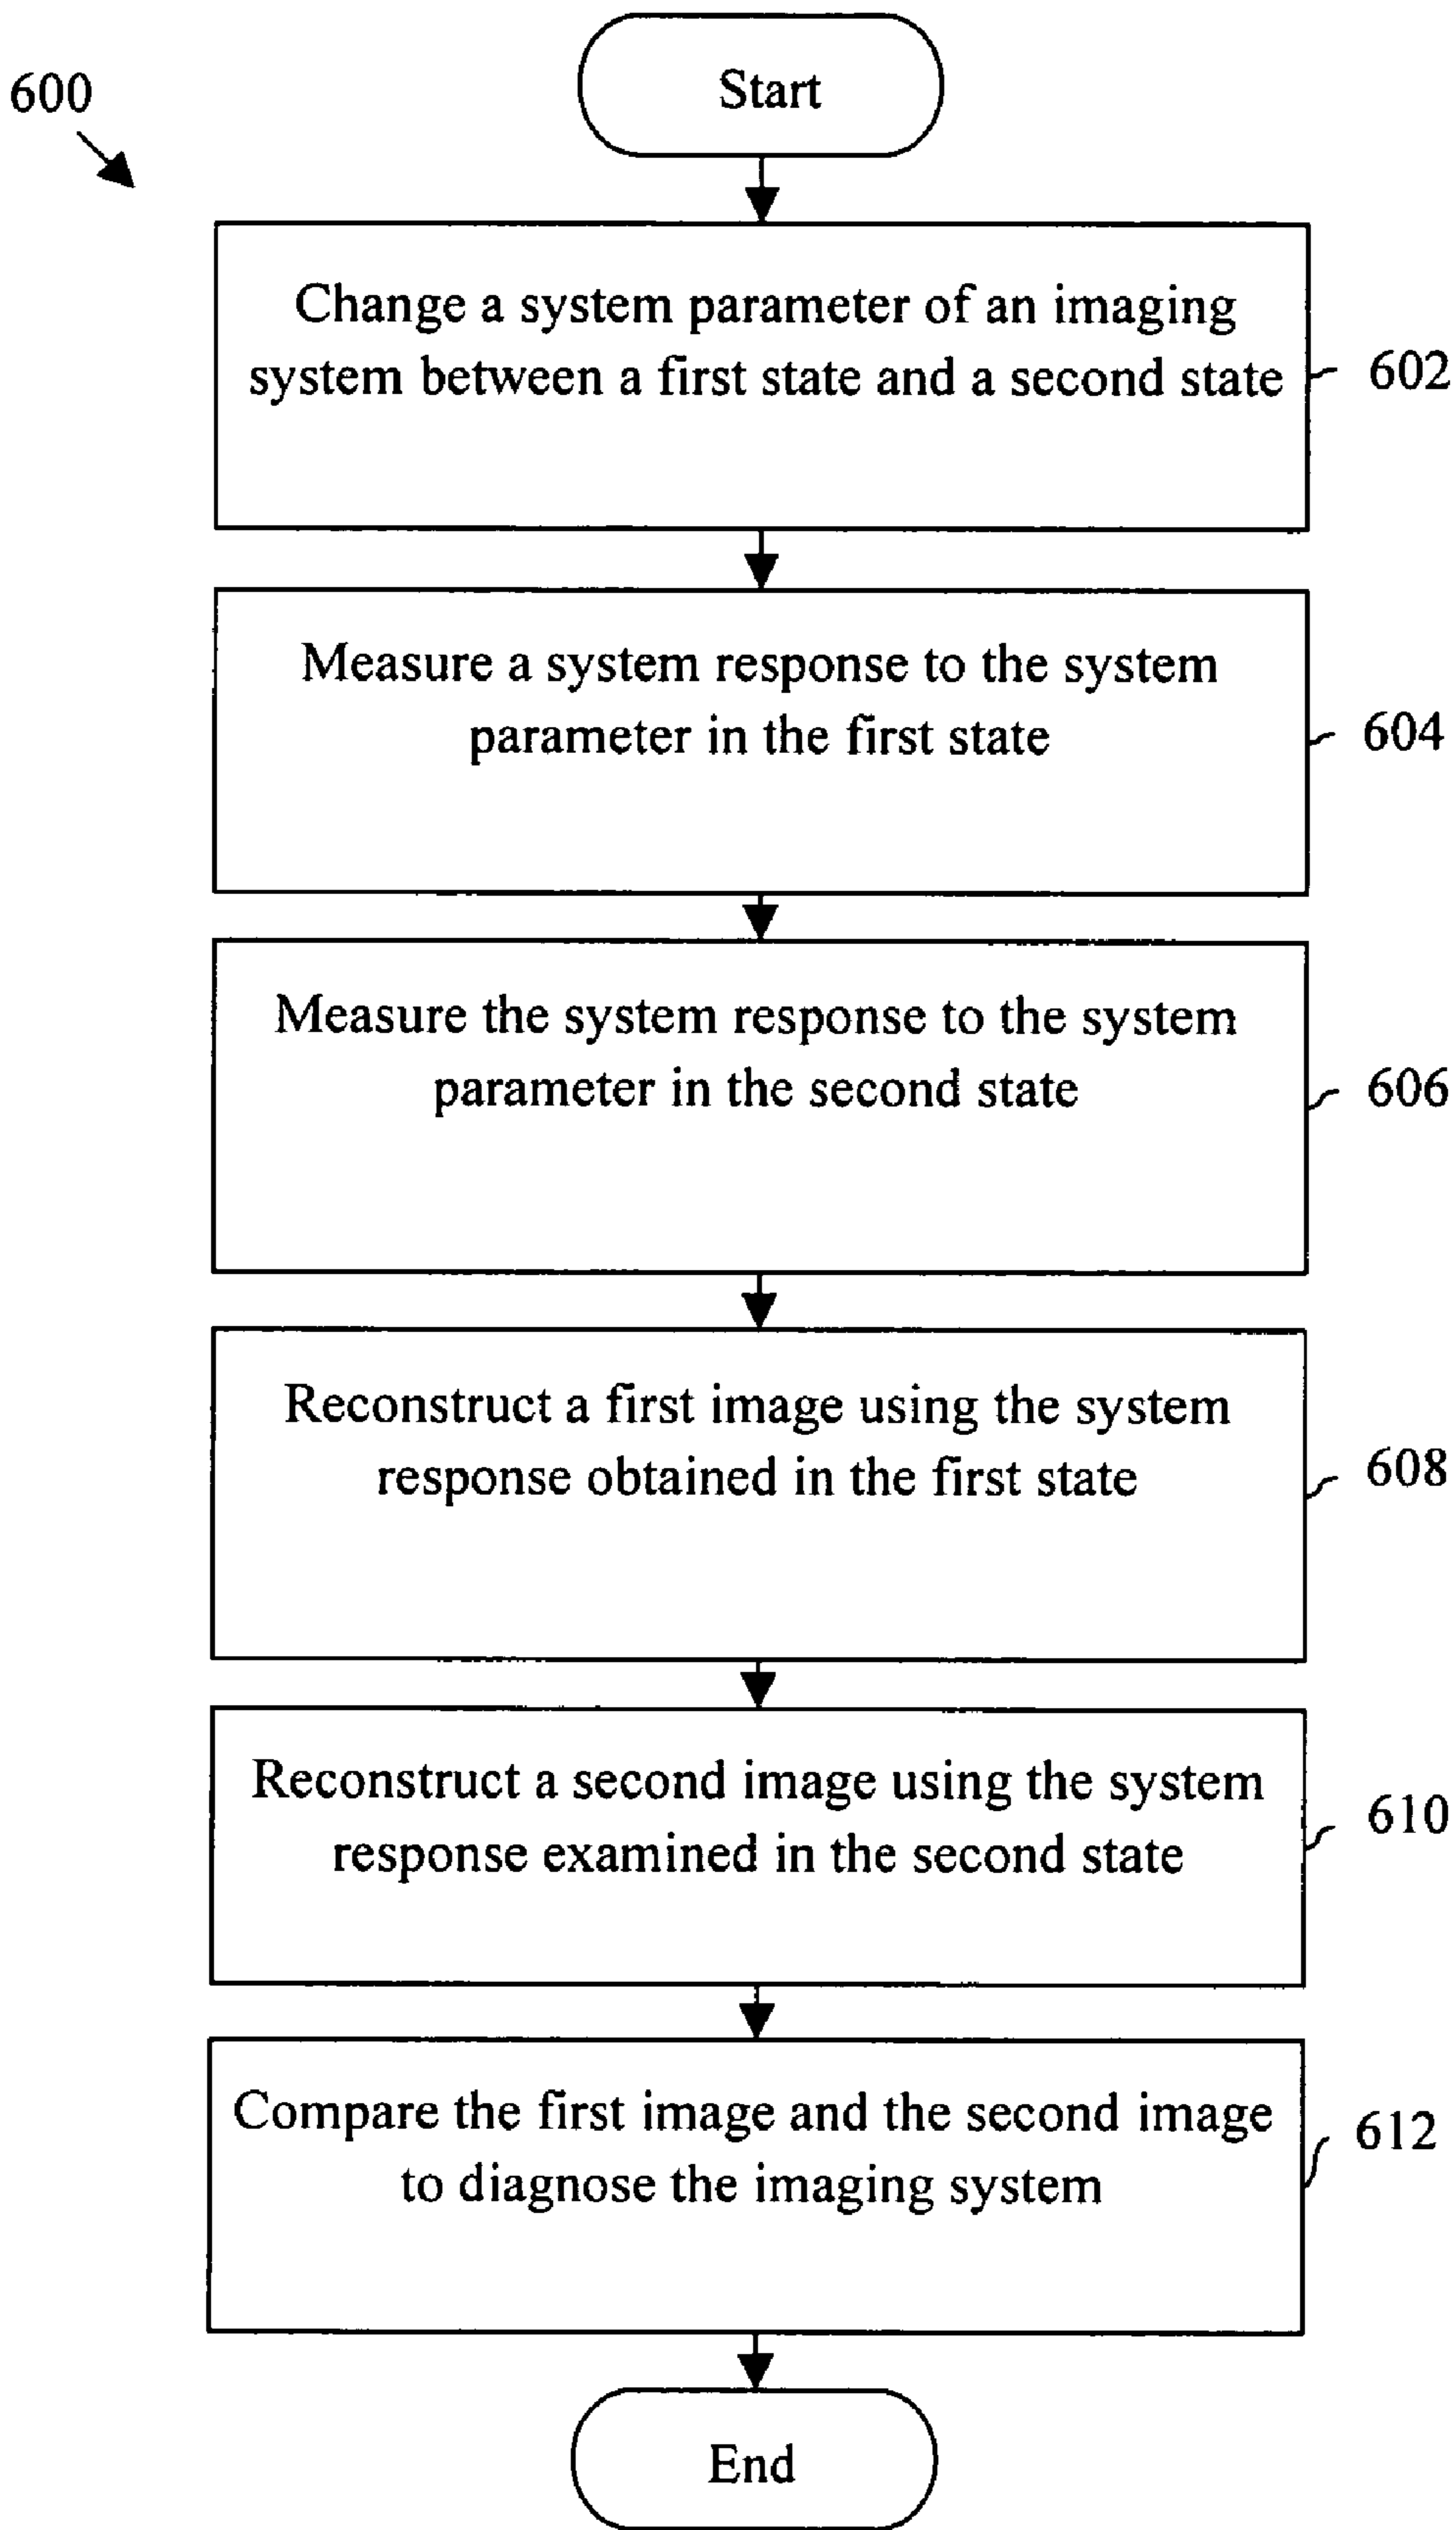 600
Start
Change a system parameter of an imaging
system between a first state and a second state
602
Measure a system response to the system
parameter in the first state
604
Measure the system response to the system
parameter in the second state
606
Reconstruct a first image using the system
response obtained in the first state
608
Reconstruct a second image using the system
response examined in the second state
610
Compare the first image and the second image
to diagnose the imaging system
612
End